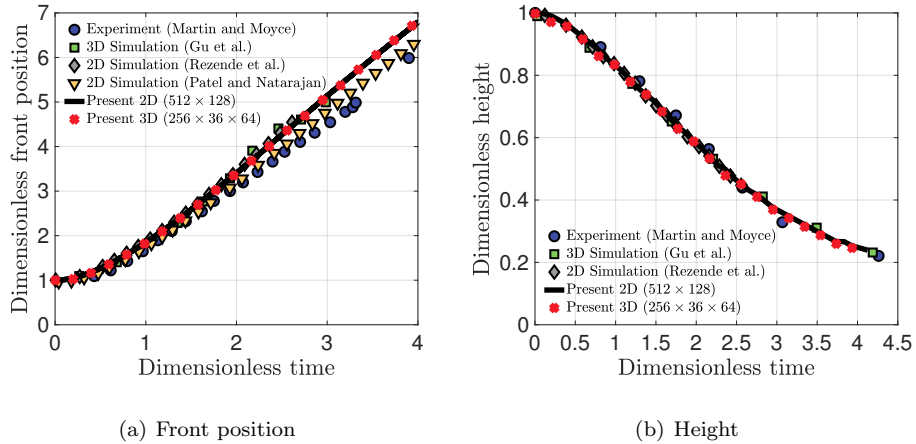 7
6
5
4
3
2
1
0
Dimensionless front position
Experiment (Martin and Moyce)
3D Simulation (Gu et al.)
2D Simulation (Rezende et al.)
2D Simulation (Patel and Natarajan)
Present 2D (512 × 128)
Present 3D (256 × 36 × 64)
0 1 2 3 4
Dimensionless time
(a) Front position
1
0.8
0.6
0.4
0.2
0
Dimensionless height
Experiment (Martin and Moyce)
3D Simulation (Gu et al.)
2D Simulation (Rezende et al.)
Present 2D (512 × 128)
Present 3D (256 × 36 × 64)
0 0.5 1 1.5 2 2.5 3 3.5 4 4.5
Dimensionless time
(b) Height